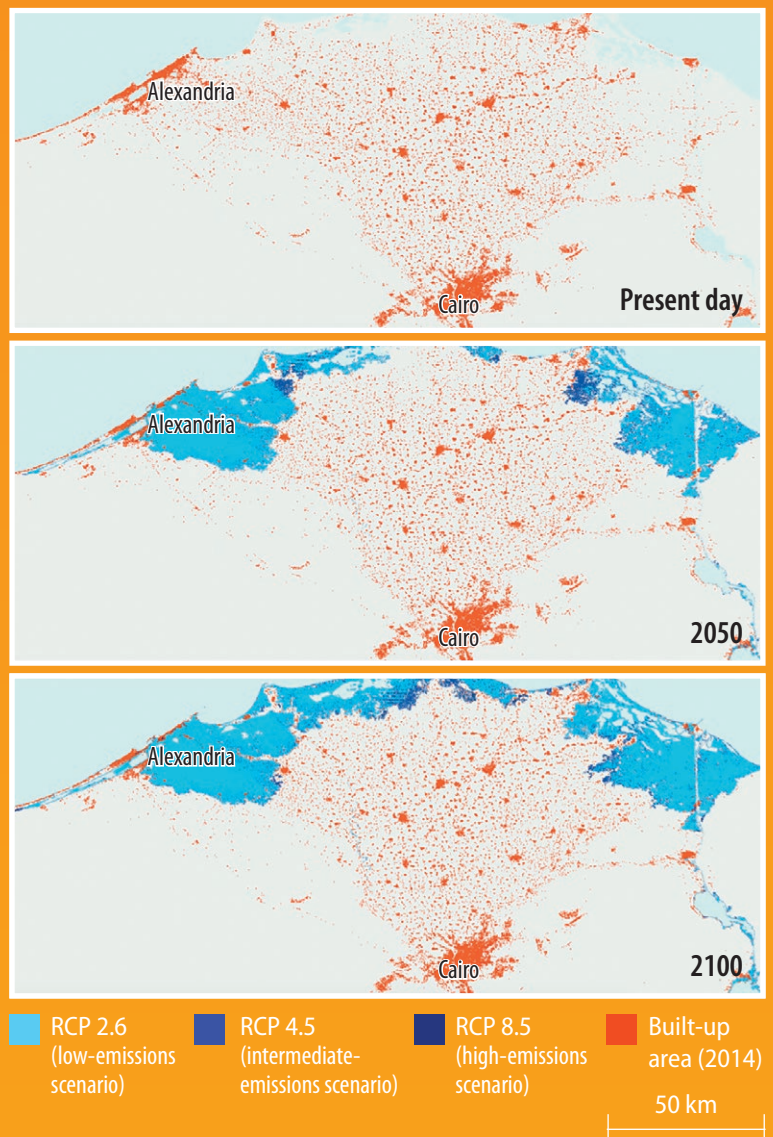 Alexandria
Cairo
Present day
Alexandria
Cairo
2050
Alexandria
Cairo
2100
RCP 2.6
(low-emissions
scenario)
RCP 4.5
(intermediate-
emissions scenario)
RCP 8.5
(high-emissions
scenario)
Built-up
area (2014)
50 km